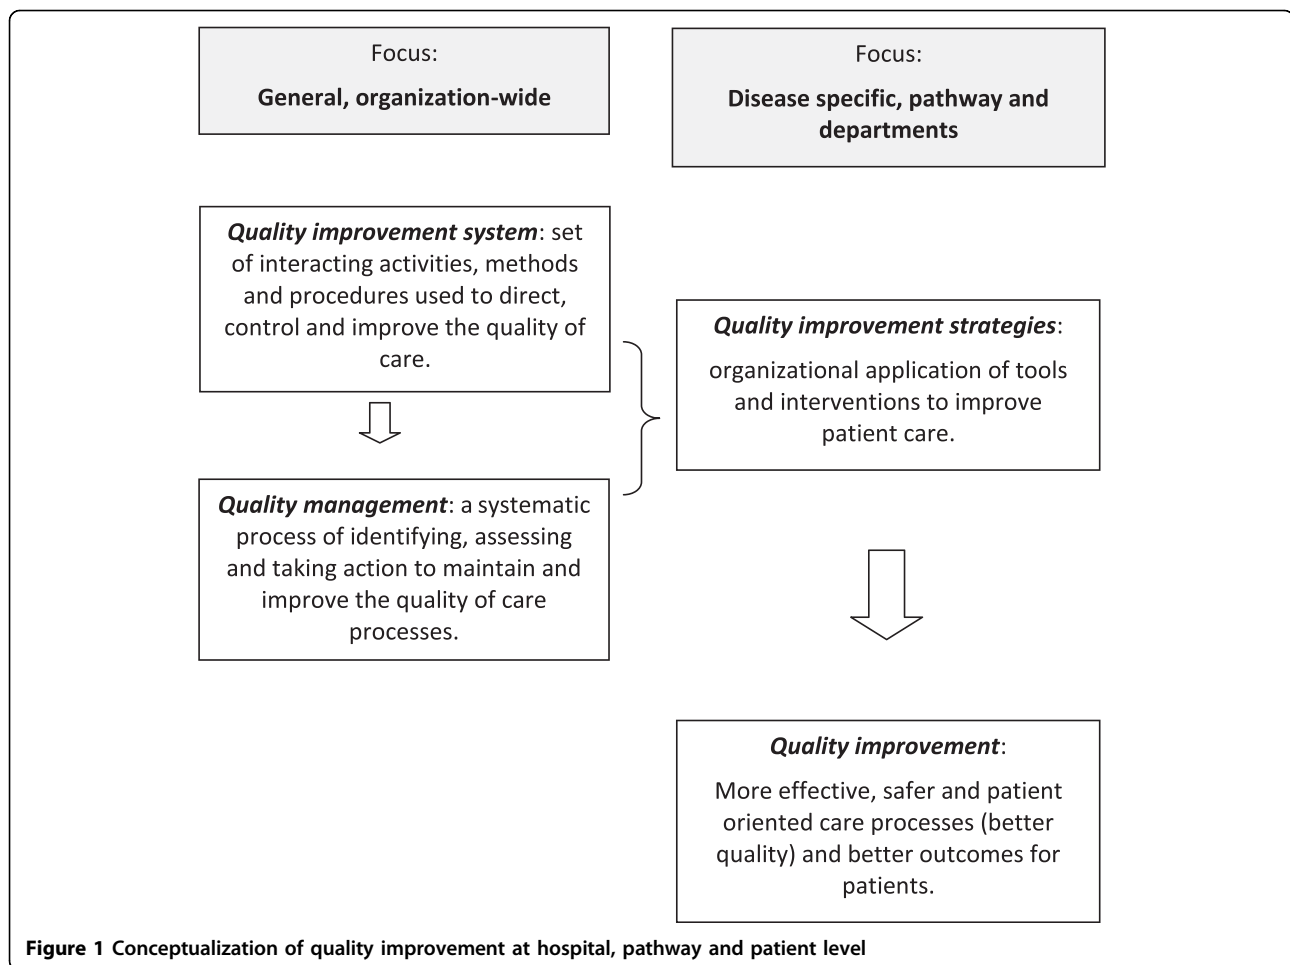 Focus:
General, organization-wide
Focus:
Disease specific, pathway and
departments
Quality improvement system: set
of interacting activities, methods
and procedures used to direct,
control and improve the quality of
care.
Quality management: a systematic
process of identifying, assessing
and taking action to maintain and
improve the quality of care
processes.
Quality improvement strategies:
organizational application of tools
and interventions to improve
patient care.
Quality improvement:
More effective, safer and patient
oriented care processes (better
quality) and better outcomes for
patients.
Figure 1 Conceptualization of quality improvement at hospital, pathway and patient level